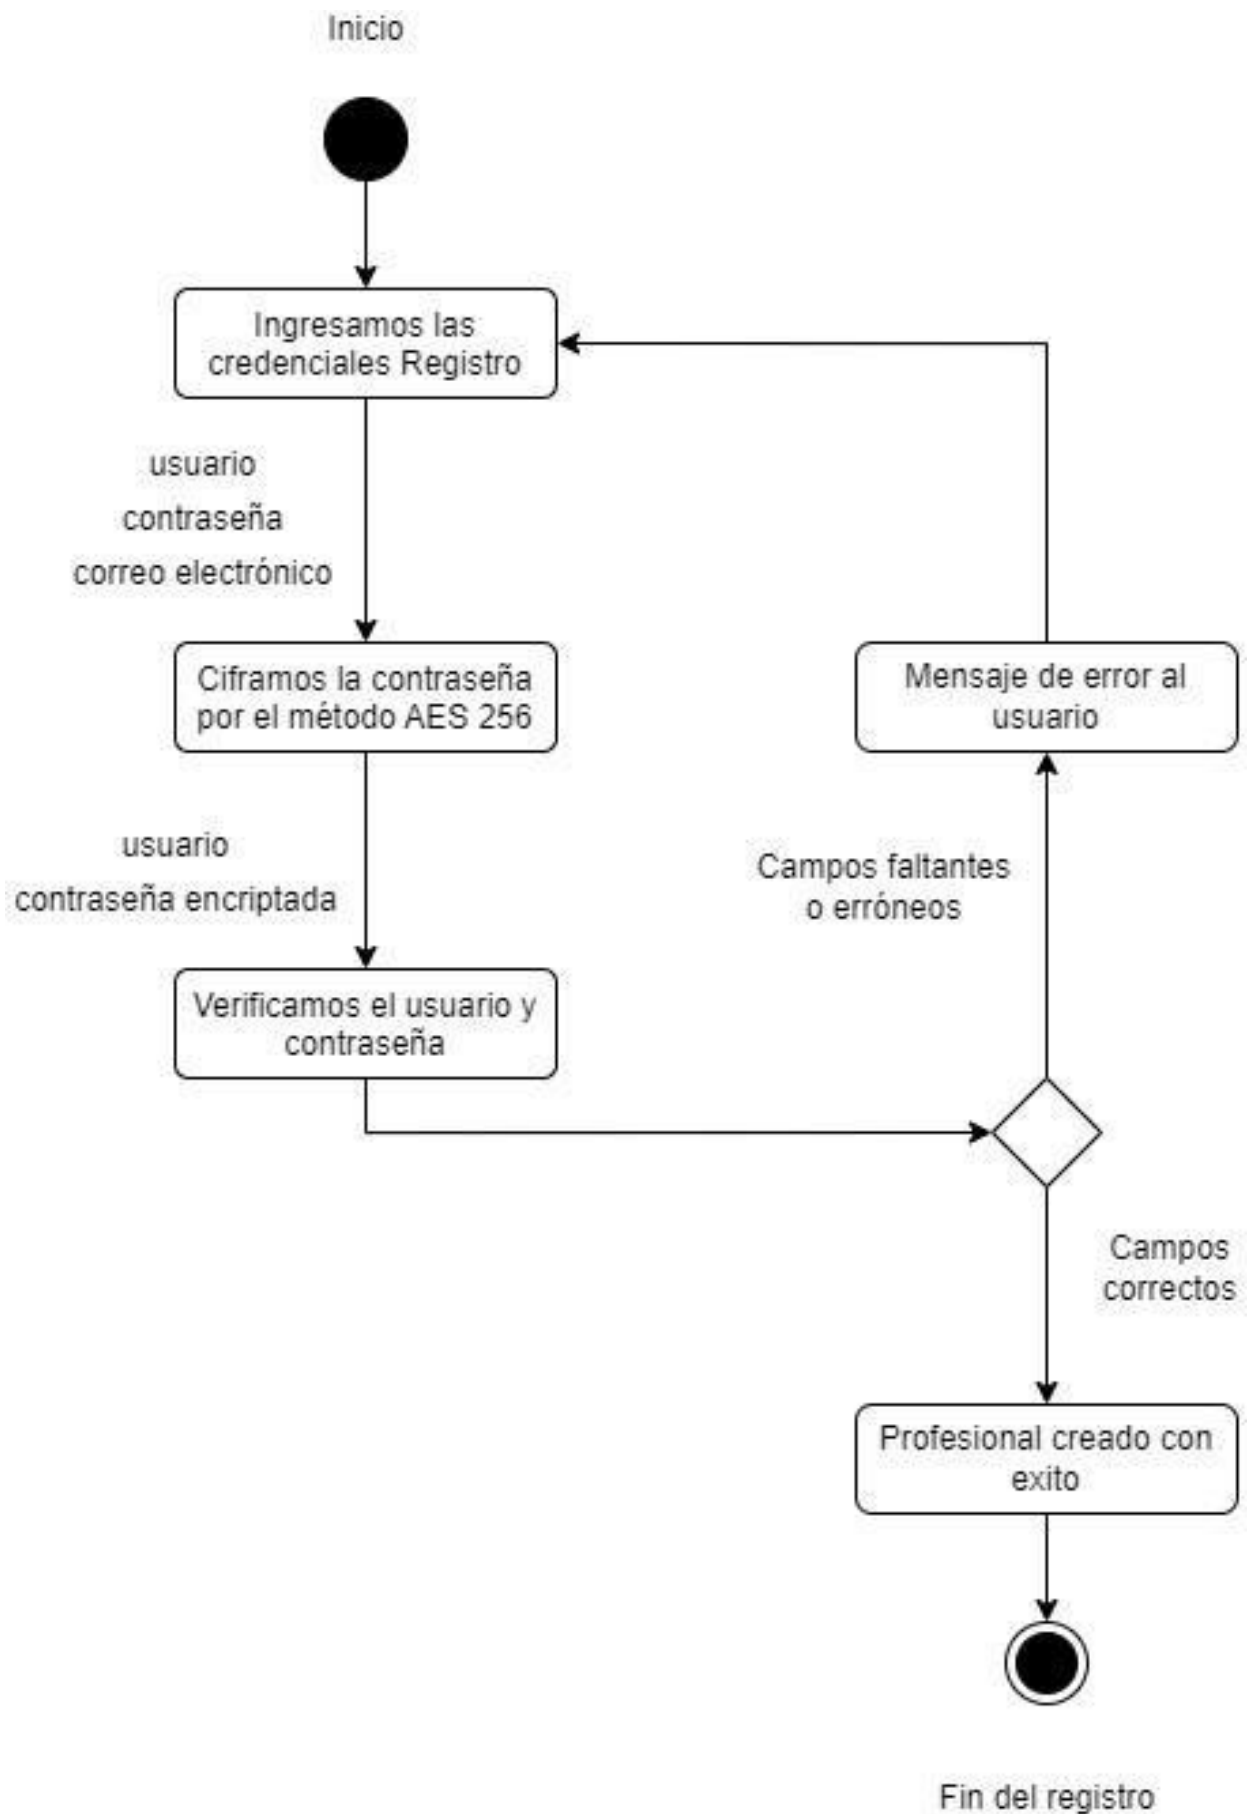 Inicio
Ingresamos las
credenciales Registro
usuario
contraseña
correo electrónico
Ciframos la contraseña
por el método AES 256
Mensaje de error al
usuario
usuario
contraseña encriptada
Campos faltantes
o erróneos
Verificamos el usuario y
contraseña
Campos
correctos
Profesional creado con
exito
Fin del registro